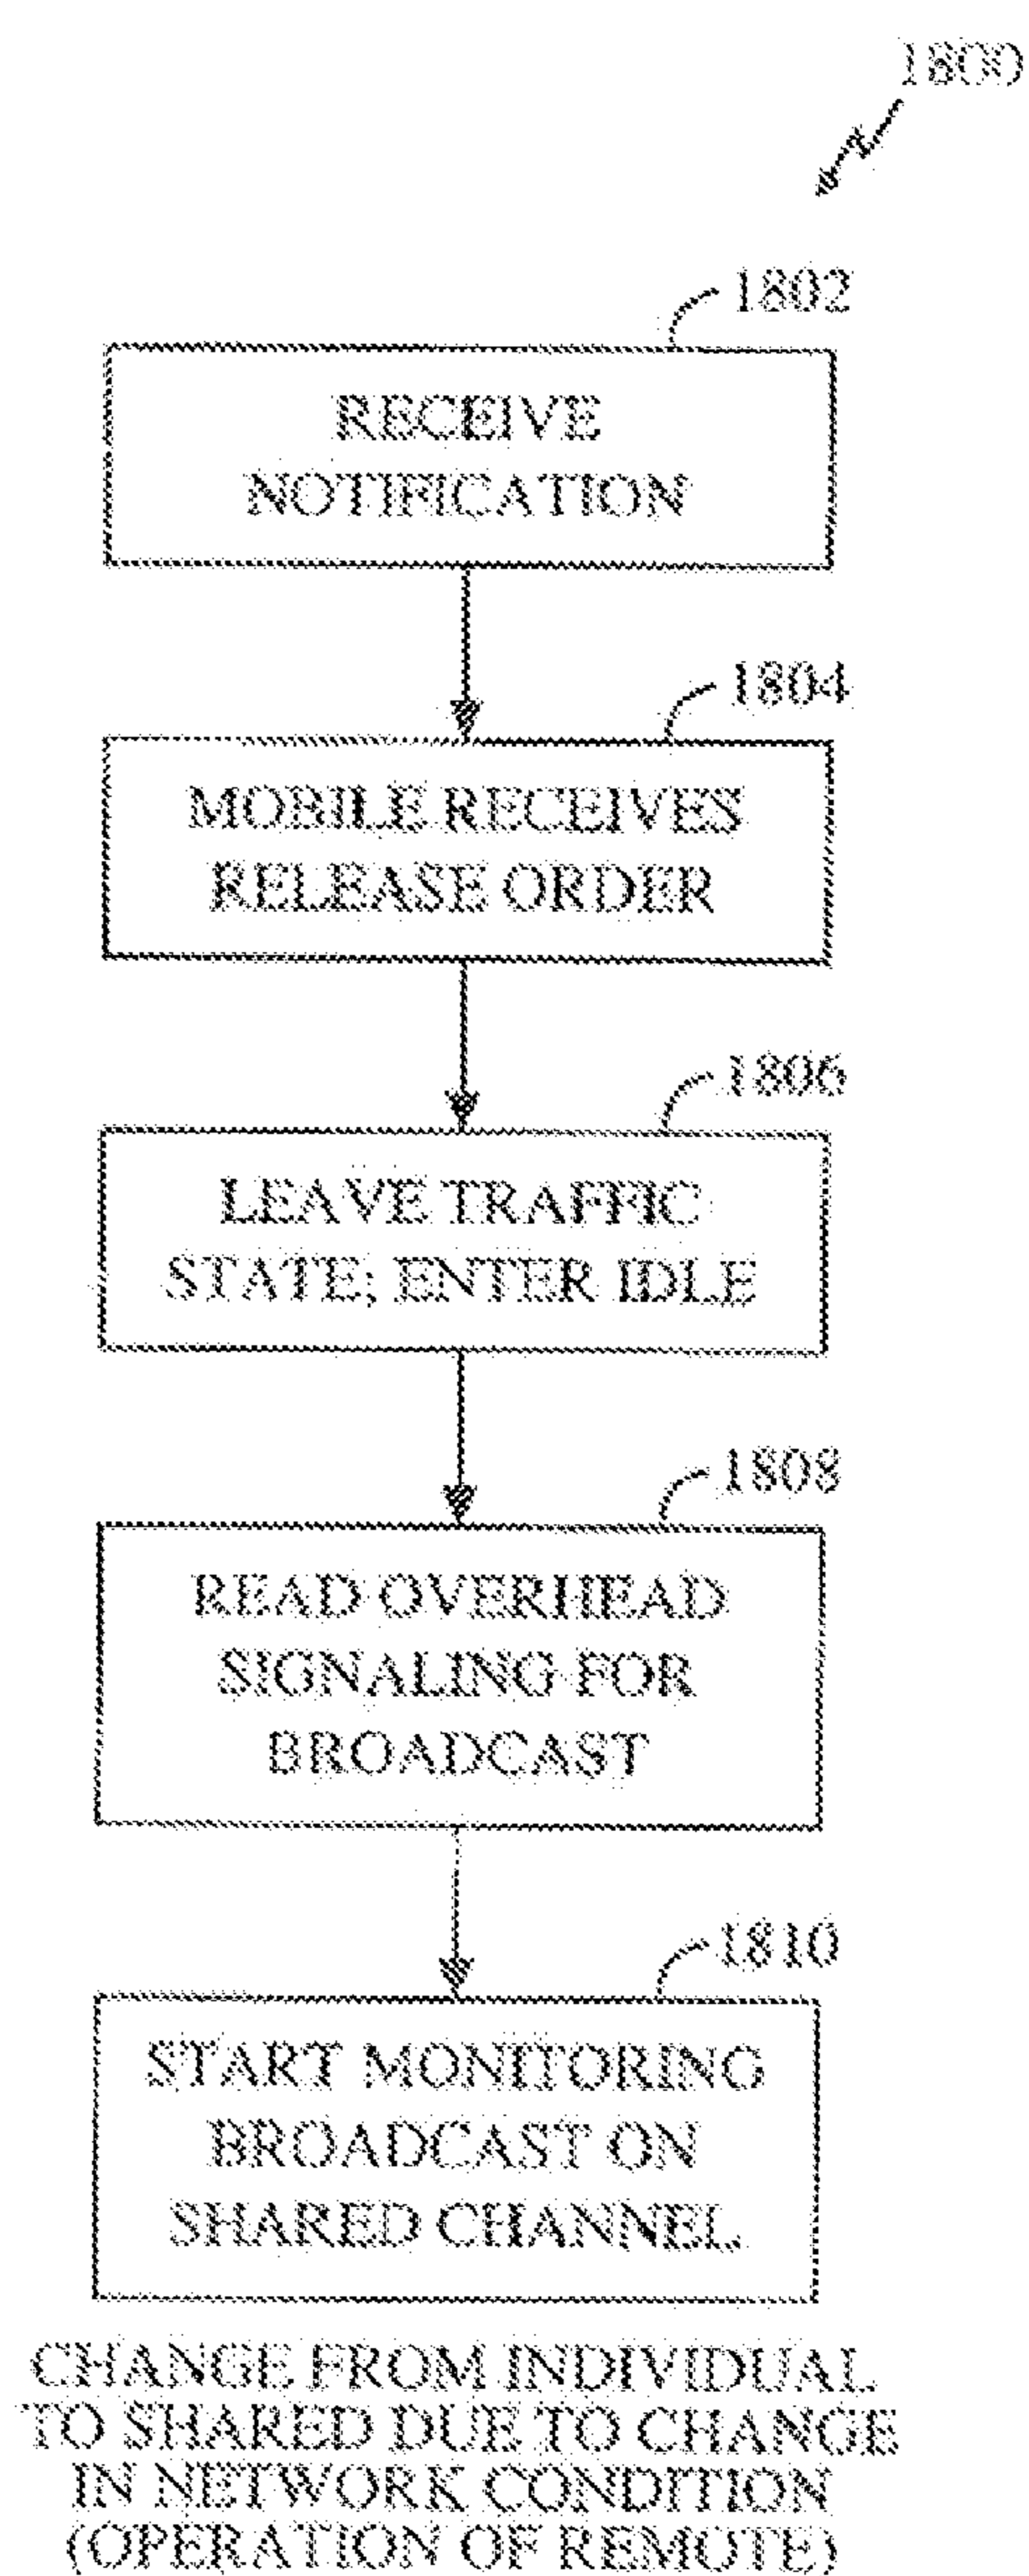 1800
1802
RECEIVE
NOTIFICATION
1804
MOBILE RECEIVES
RELEASE ORDER
1806
LEAVE TRAFFIC
STATE; ENTER IDLE
1808
READ OVERHEAD
SIGNALING FOR
BROADCAST
1810
START MONITORING
BROADCAST ON
SHARED CHANNEL
CHANGE FROM INDIVIDUAL
TO SHARED DUE TO CHANGE
IN NETWORK CONDITION
(OPERATION OF REMOTE)